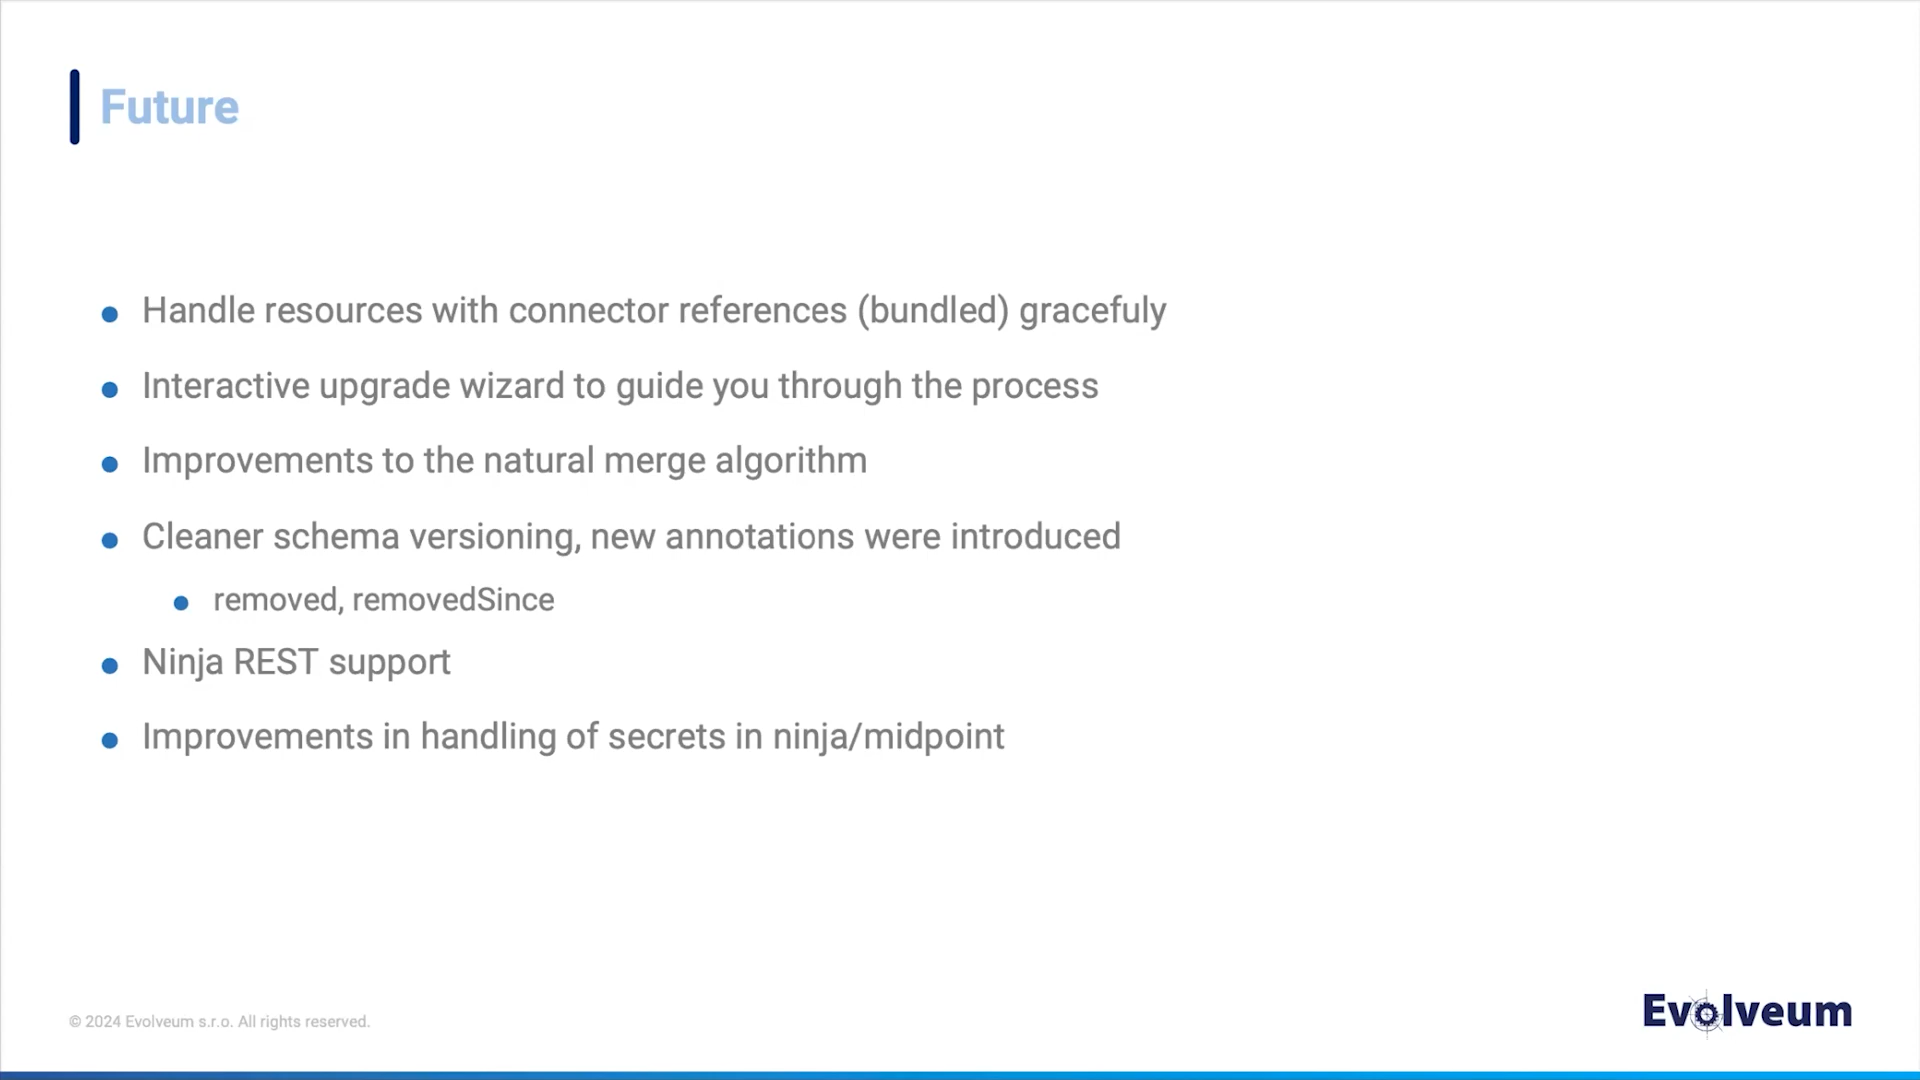 Future
Handle resources with connector references (bundled) gracefuly
Interactive upgrade wizard to guide you through the process
Improvements to the natural merge algorithm
Cleaner schema versioning, new annotations were introduced
removed, removedSince
Ninja REST support
Improvements in handling of secrets in ninja/midpoint
© 2024 Evolveum s.r.o. All rights reserved.
Evolveum